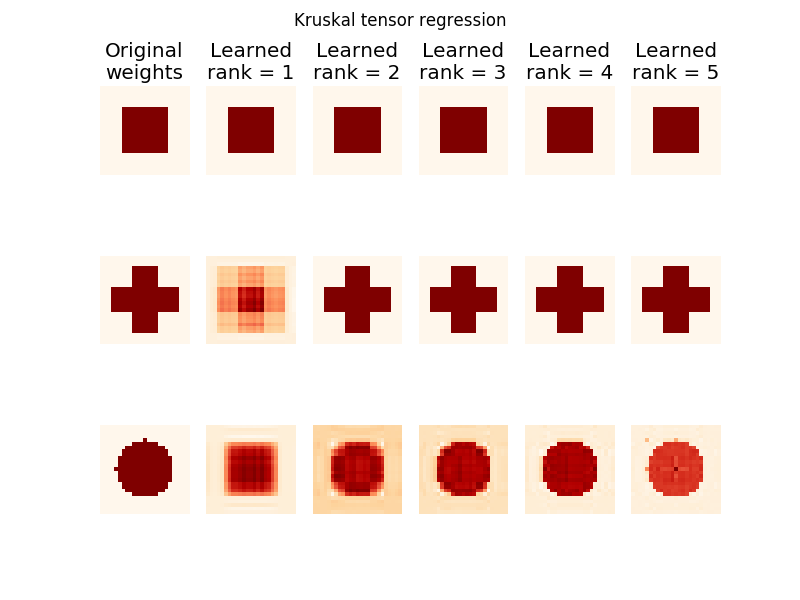 Kruskal tensor regression
Original
weights
Learned
rank = 1
Learned
rank = 2
Learned
rank = 3
Learned
rank = 4
Learned
rank = 5